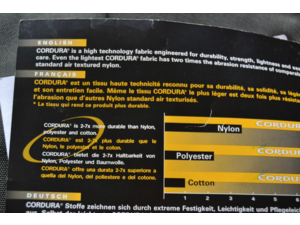 ENGLISH
CORDURA® is a high technology fabric engineered for durability, strength, lightness and
care. Even the lightest CORDURA® fabric has two times the abrasion resistance of
standard air textured nylon.
FRANÇAIS
CORDURA® est un tissu haute technicité reconnu pour sa durabilité, sa solidité, sa
et son entretien facile. Même le tissu CORDURA® le plus léger est deux fois plus
l'abrasion que d'autres Nylon standard air texturisés.
* Le tissu qui rend ce produit plus durable.
CORDURA® is 2-7x more durable than Nylon,
polyester and cotton.
CORDURA® est 2-7x plus durable que le
Nylon, le polyester et le coton.
CORDURA® bietet die 2-7x Haltbarkeit von
Nylon, Polyester und Baumwolle.
CORDURA® offre una durata 2-7x superiore a
quella del nylon, del poliestere e del cotone.
CORDURA
Nylon
CORDURA
Polyester
CORDURA
Cotton
1 2 3 4 5 6
DEUTSCH
CORDURA® Stoffe zeichnen sich durch extreme Festigkeit, Leichtigkeit und